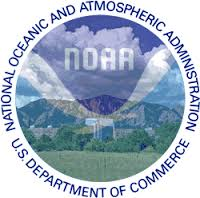 NATIONAL OCEANIC AND ATMOSPHERIC ADMINISTRATION
NOAA
U.S. DEPARTMENT OF COMMERCE